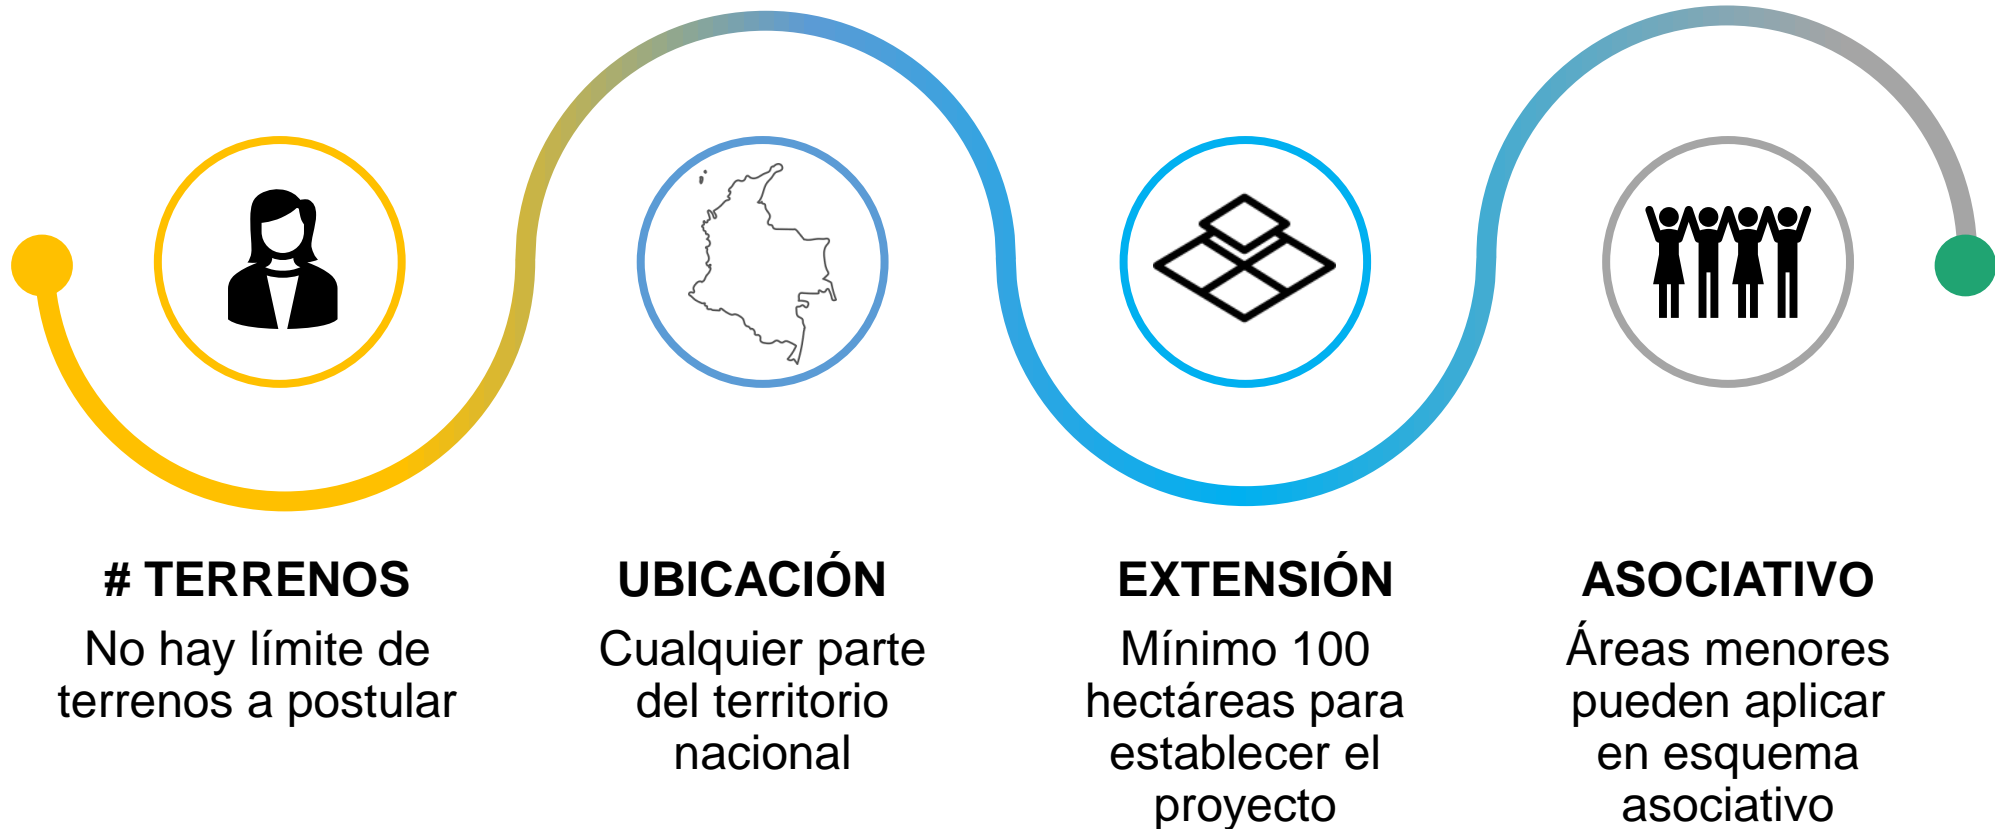 # TERRENOS
No hay límite de
terrenos a postular
UBICACIÓN
Cualquier parte
del territorio
nacional
EXTENSIÓN
Mínimo 100
hectáreas para
establecer el
proyecto
ASOCIATIVO
Áreas menores
pueden aplicar
en esquema
asociativo